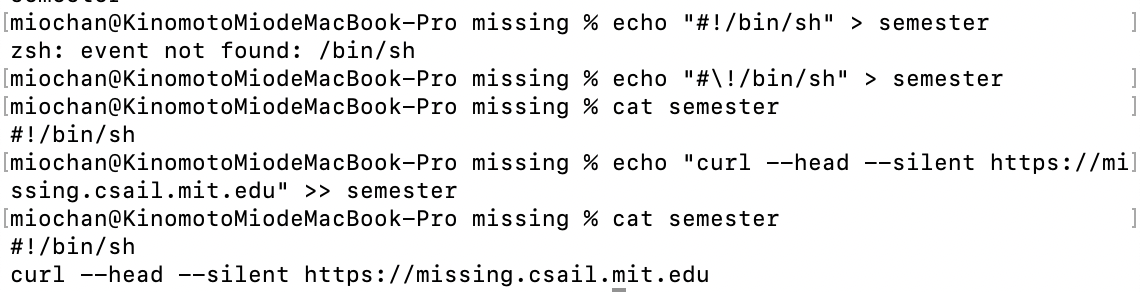 [miochan@KinomotoMiodeMacBook-Pro missing % echo "#!/bin/sh" > semester ]
zsh: event not found: /bin/sh
[miochan@KinomotoMiodeMacBook-Pro missing % echo "#\!/bin/sh" > semester ]
[miochan@KinomotoMiodeMacBook-Pro missing % cat semester ]
#!/bin/sh
[miochan@KinomotoMiodeMacBook-Pro missing % echo "curl --head --silent https://mi]
ssing.csail.mit.edu" >> semester
[miochan@KinomotoMiodeMacBook-Pro missing % cat semester ]
#!/bin/sh
curl --head --silent https://missing.csail.mit.edu